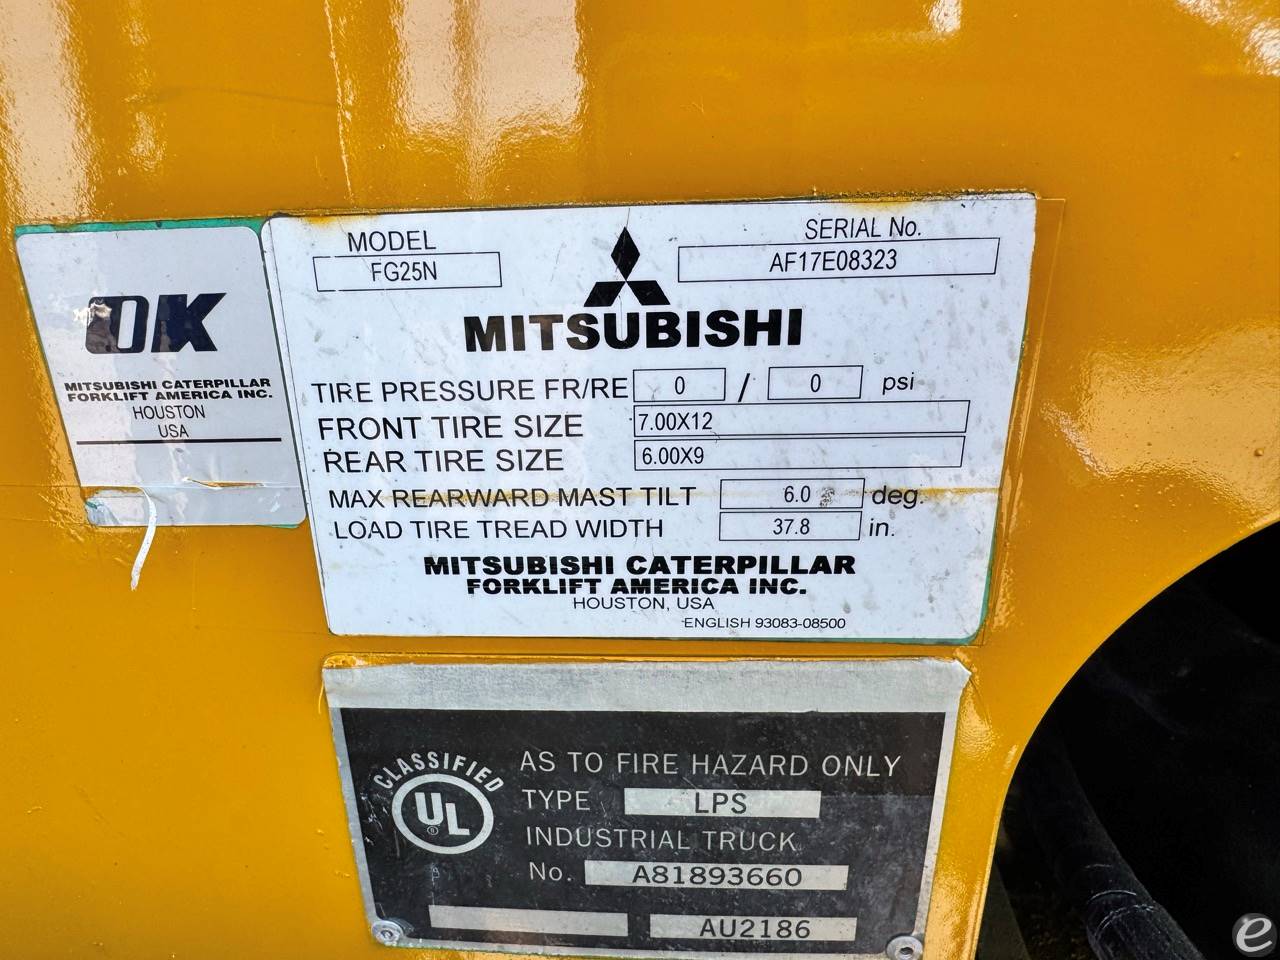 OK
MITSUBISHI CATERPILLAR
FORKLIFT AMERICA INC.
HOUSTON
USA
MODEL
FG25N
SERIAL No.
AF17E08323
MITSUBISHI
TIRE PRESSURE FR/RE 0 / 0 psi
FRONT TIRE SIZE 7.00X12
REAR TIRE SIZE 6.00X9
MAX REARWARD MAST TILT 6.0 deg.
LOAD TIRE TREAD WIDTH 37.8 in.
MITSUBISHI CATERPILLAR
FORKLIFT AMERICA INC.
HOUSTON, USA
ENGLISH 93083-08500
CLASSIFIED
UL
®
AS TO FIRE HAZARD ONLY
TYPE LPS
INDUSTRIAL TRUCK
No. A81893660
AU2186
e